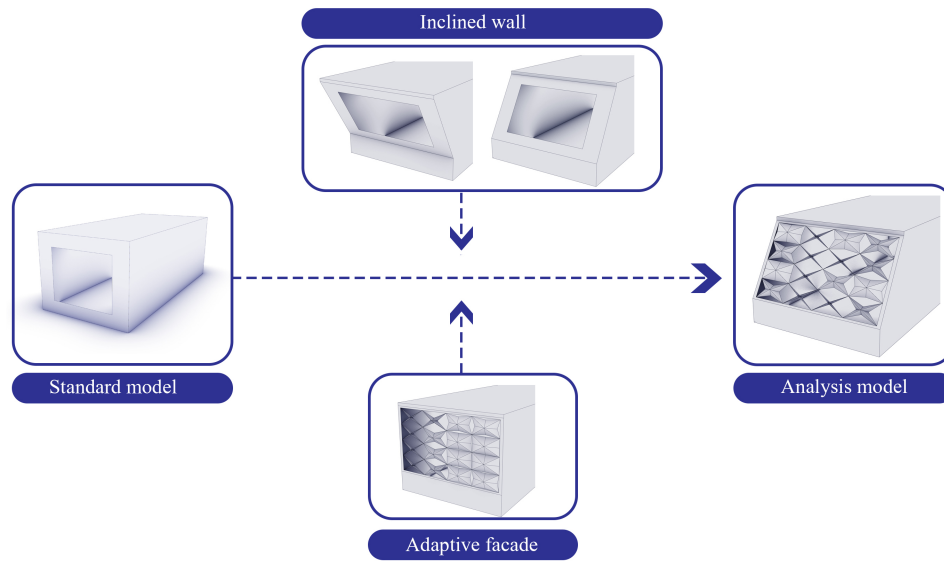 Inclined wall
Standard model
Analysis model
Adaptive facade